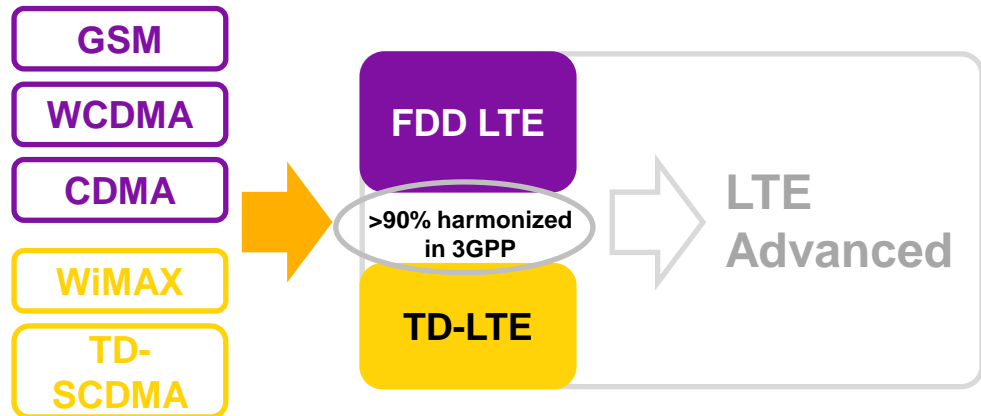 GSM
WCDMA
CDMA
WiMAX
TD-
SCDMA
FDD LTE
>90% harmonized
in 3GPP
TD-LTE
LTE
Advanced